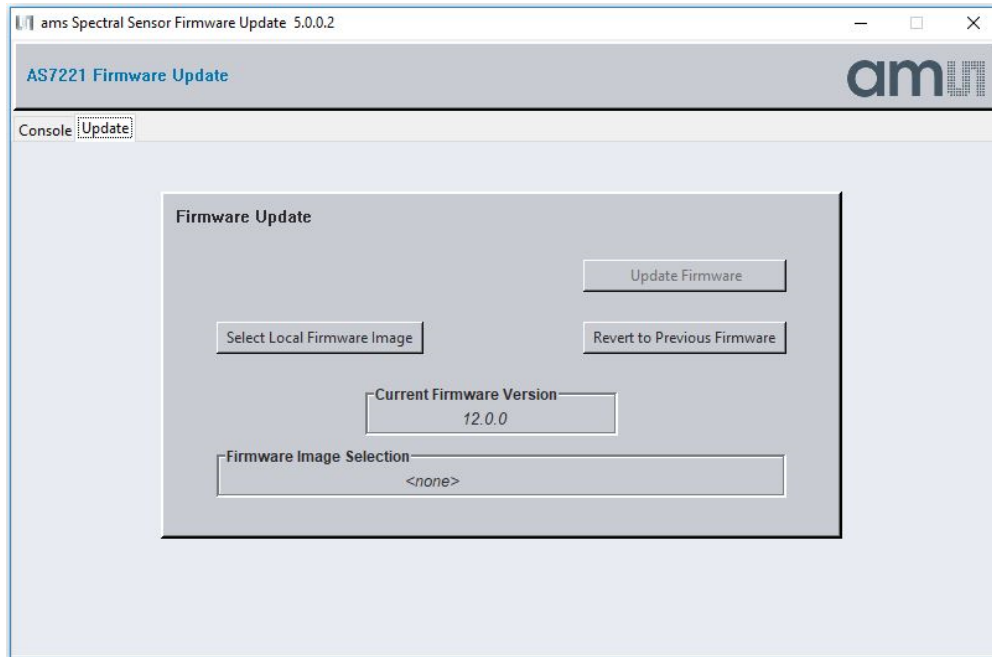 ams Spectral Sensor Firmware Update 5.0.0.2
AS7221 Firmware Update
amu
Console Update
Firmware Update
Update Firmware
Select Local Firmware Image Revert to Previous Firmware
Current Firmware Version
12.0.0
Firmware Image Selection
<none>